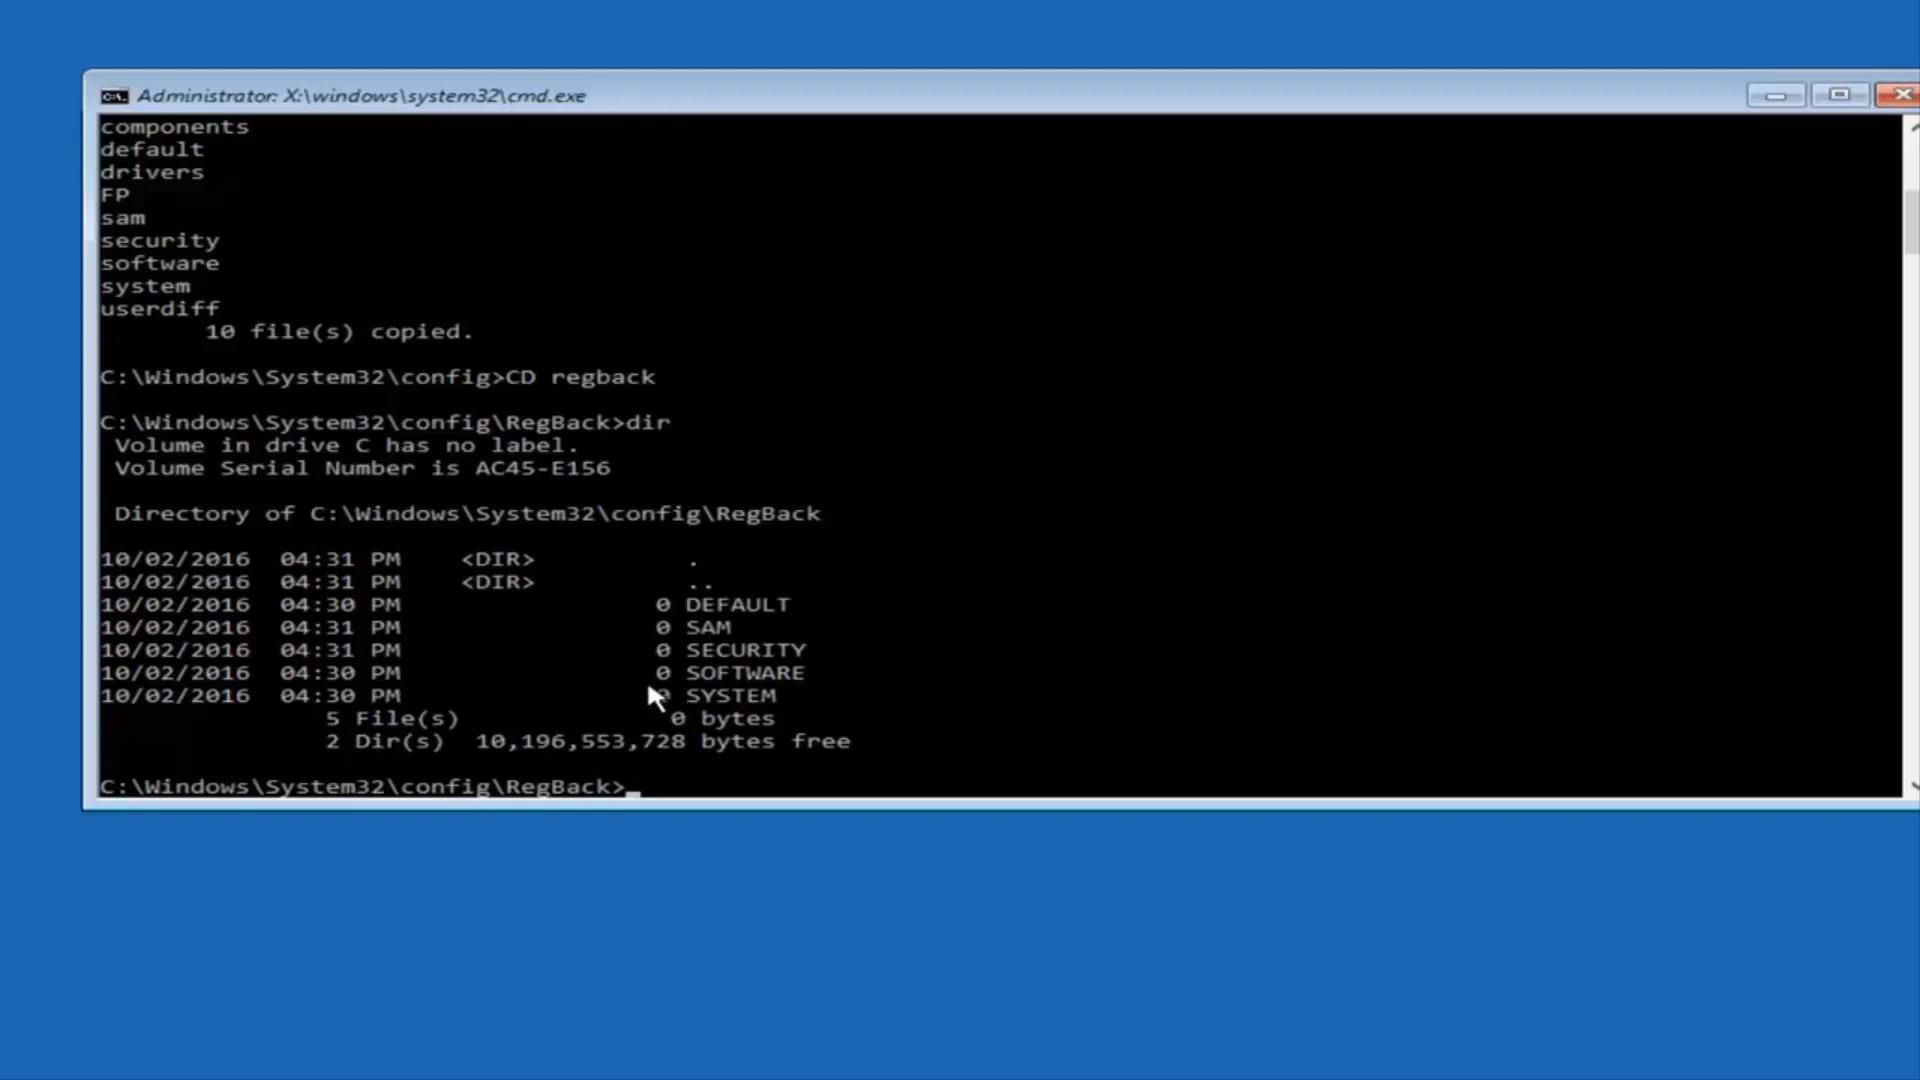 Administrator: X:\windows\system32\cmd.exe
components
default
drivers
FP
sam
security
software
system
userdiff
10 file(s) copied.
C:\Windows\System32\config>CD regback
C:\Windows\System32\config\RegBack>dir
Volume in drive C has no label.
Volume Serial Number is AC45-E156
Directory of C:\Windows\System32\config\RegBack
10/02/2016 04:31 PM <DIR> .
10/02/2016 04:31 PM <DIR> ..
10/02/2016 04:30 PM 0 DEFAULT
10/02/2016 04:31 PM 0 SAM
10/02/2016 04:31 PM 0 SECURITY
10/02/2016 04:30 PM 0 SOFTWARE
10/02/2016 04:30 PM 0 SYSTEM
5 File(s) 0 bytes
2 Dir(s) 10,196,553,728 bytes free
C:\Windows\System32\config\RegBack>_